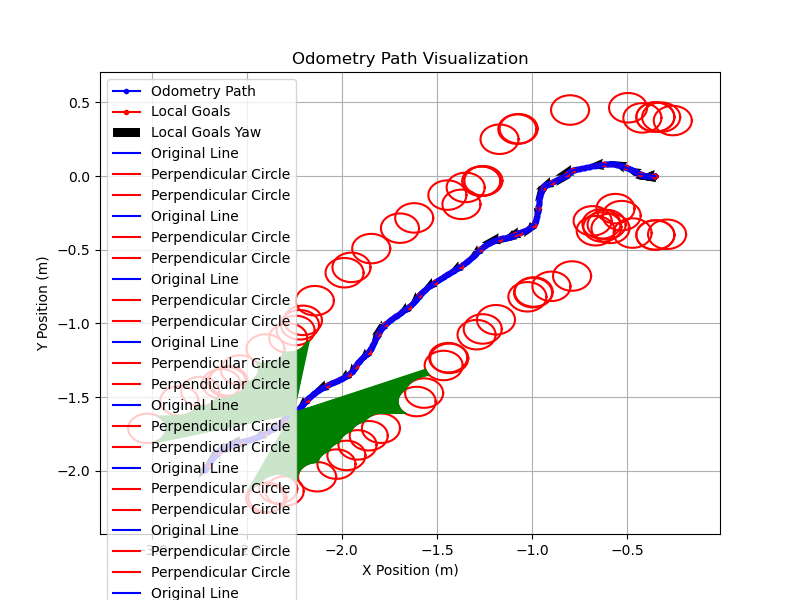 Odometry Path Visualization
Y Position (m)
0.5
0.0
−0.5
−1.0
−1.5
−2.0
Odometry Path
Local Goals
Local Goals Yaw
Original Line
Perpendicular Circle
Perpendicular Circle
Original Line
Perpendicular Circle
Perpendicular Circle
Original Line
Perpendicular Circle
Perpendicular Circle
Original Line
Perpendicular Circle
Perpendicular Circle
Original Line
Perpendicular Circle
Perpendicular Circle
Original Line
Perpendicular Circle
Perpendicular Circle
Original Line
Perpendicular Circle
Perpendicular Circle
Original Line
−2.0 −1.5 −1.0 −0.5
X Position (m)